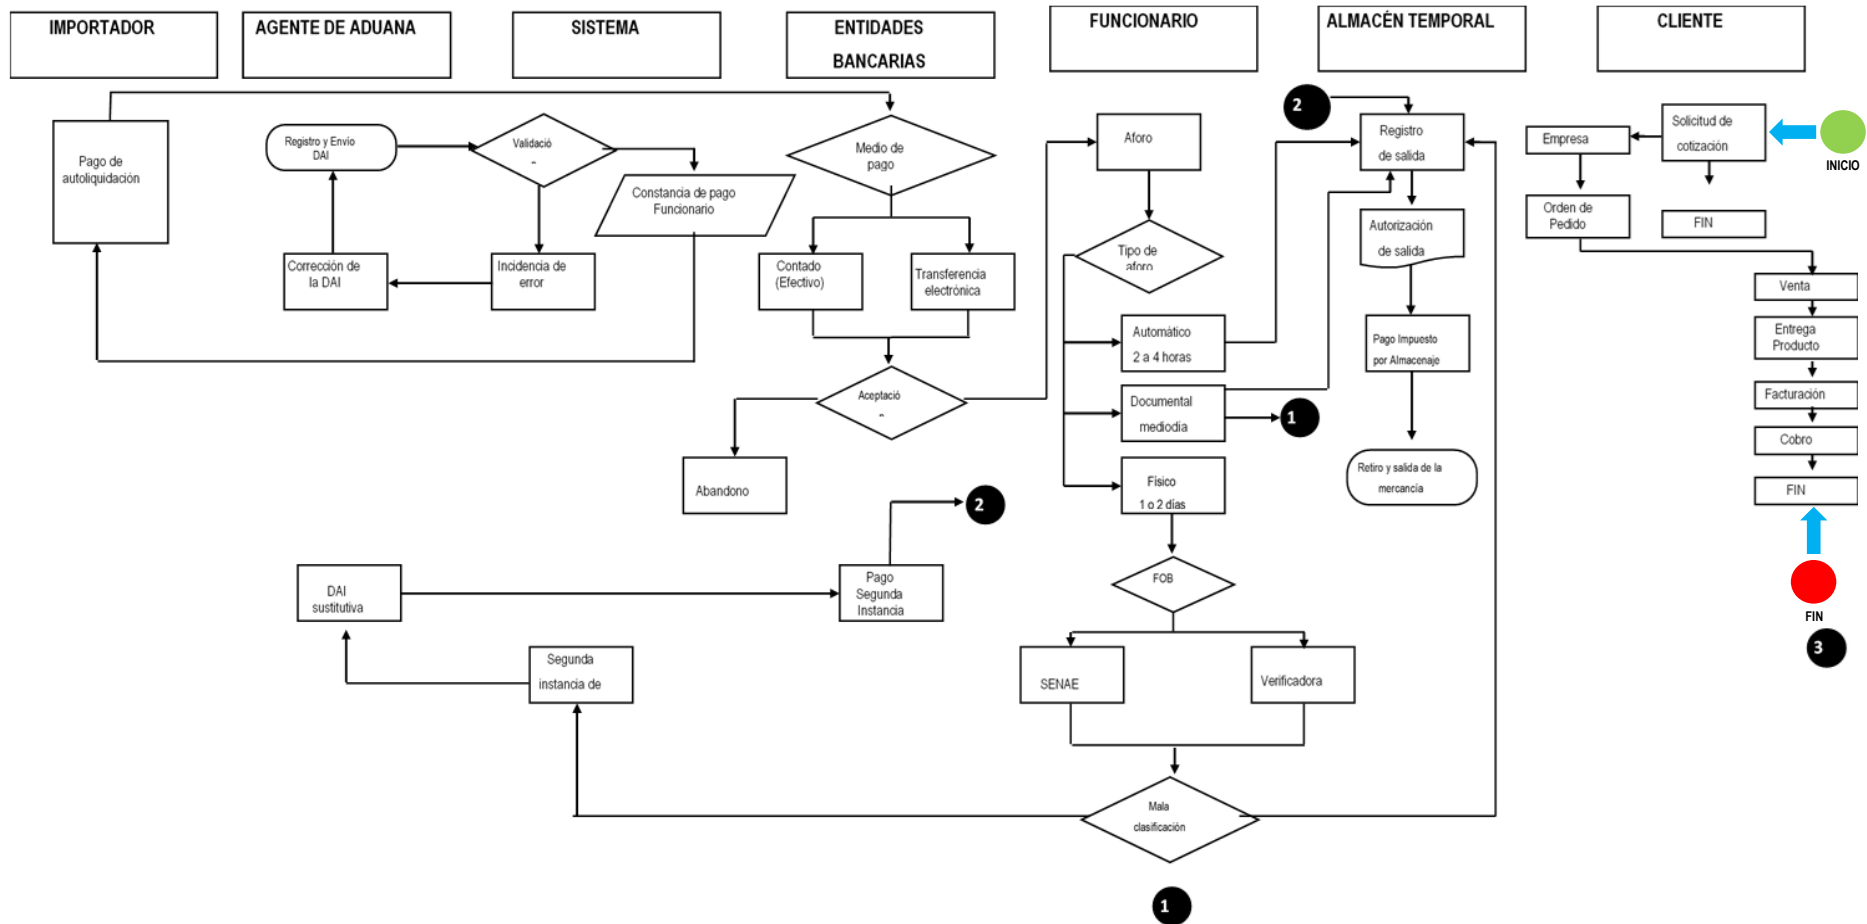 IMPORTADOR
AGENTE DE ADUANA
SISTEMA
ENTIDADES
BANCARIAS
FUNCIONARIO
ALMACÉN TEMPORAL
CLIENTE
Pago de
autoliquidación
Registro y Envío
DAI
Validació
Constancia de pago
Funcionario
Corrección de
la DAI
Incidencia de
error
Medio de
pago
Contado
(Efectivo)
Transferencia
electrónica
Aceptació
Abandono
2
DAI
sustitutiva
Pago
Segunda
Instancia
Segunda
instancia de
Aforo
Tipo de
aforo
Automático
2 a 4 horas
Documental
mediodía
1
Físico
1 o 2 días
FOB
SENAE
Verificadora
Mala
clasificación
1
2
Registro
de salida
Autorización
de salida
Pago Impuesto
por Almacenaje
Retiro y salida de la
mercancía
Solicitud de
cotización
INICIO
Empresa
Orden de
Pedido
FIN
Venta
Entrega
Producto
Facturación
Cobro
FIN
FIN
3